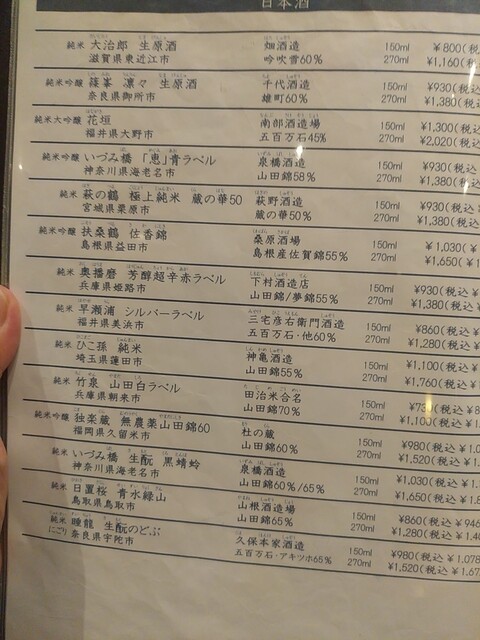 日本酒
純米 大治郎 生原酒 畑酒造 150ml ¥800(税
滋賀県東近江市 吟吹雪60% 270ml ¥1,160(税
純米吟醸 篠峯 凛々 生原酒 千代酒造 150ml ¥930(税込
奈良県御所市 雄町60% 270ml ¥1,380(税込
純米大吟醸 花垣 南部酒造場 150ml ¥1,300(税込
福井県大野市 五百万石45% 270ml ¥2,020(税込
純米吟醸 いづみ橋 「恵」青ラベル 泉橋酒造 150ml ¥930(税込
神奈川県海老名市 山田錦58% 270ml ¥1,380(税込
純米 萩の鶴 極上純米 蔵の華50 萩野酒造 150ml ¥930(税込
宮城県栗原市 蔵の華50% 270ml ¥1,380(税込
純米吟醸 扶桑鶴 佐香錦 桑原酒場 150ml ¥1,030(税
島根県益田市 島根産佐賀錦55% 270ml ¥1,650(税
純米 奥播磨 芳醇超辛赤ラベル 下村酒造店 150ml ¥930(税込
兵庫県姫路市 山田錦/夢錦55% 270ml ¥1,380(税込
純米 早瀬浦 シルバーラベル 三宅彦右衛門酒造 150ml ¥860(税込
福井県美浜市 五百万石・他60% 270ml ¥1,280(税込
純米 ひこ孫 純米 神亀酒造 150ml ¥1,100(税込
埼玉県蓮田市 山田錦55% 270ml ¥1,760(税込
純米 竹泉 山田白ラベル 田治米合名 150ml ¥730(税込
兵庫県朝来市 山田錦70% 270ml ¥1,100(税込
純米吟醸 独楽蔵 無農薬山田錦60 杜の蔵 150ml ¥980(税込
福岡県久留米市 山田錦60% 270ml ¥1,520(税込
純米 いづみ橋 生酛 黒蜻蛉 泉橋酒造 150ml ¥1,030(税込
神奈川県海老名市 山田錦60%/65% 270ml ¥1,650(税込
純米 日置桜 青水緑山 山根酒造場 150ml ¥860(税込 ¥946
鳥取県鳥取市 山田錦65% 270ml ¥1,280(税込 ¥1,40
純米 睡龍 生酛のどぶ 久保本家酒造 150ml ¥980(税込 ¥1,078
にごり 奈良県宇陀市 五百万石・アキツホ65% 270ml ¥1,520(税込 ¥1,67